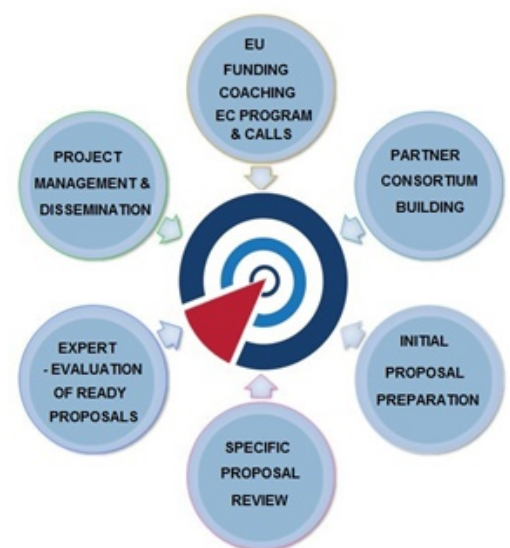 EU
FUNDING
COACHING
EC PROGRAM
& CALLS
PARTNER
CONSORTIUM
BUILDING
INITIAL
PROPOSAL
PREPARATION
SPECIFIC
PROPOSAL
REVIEW
EXPERT
- EVALUATION
OF READY
PROPOSALS
PROJECT
MANAGEMENT &
DISSEMINATION